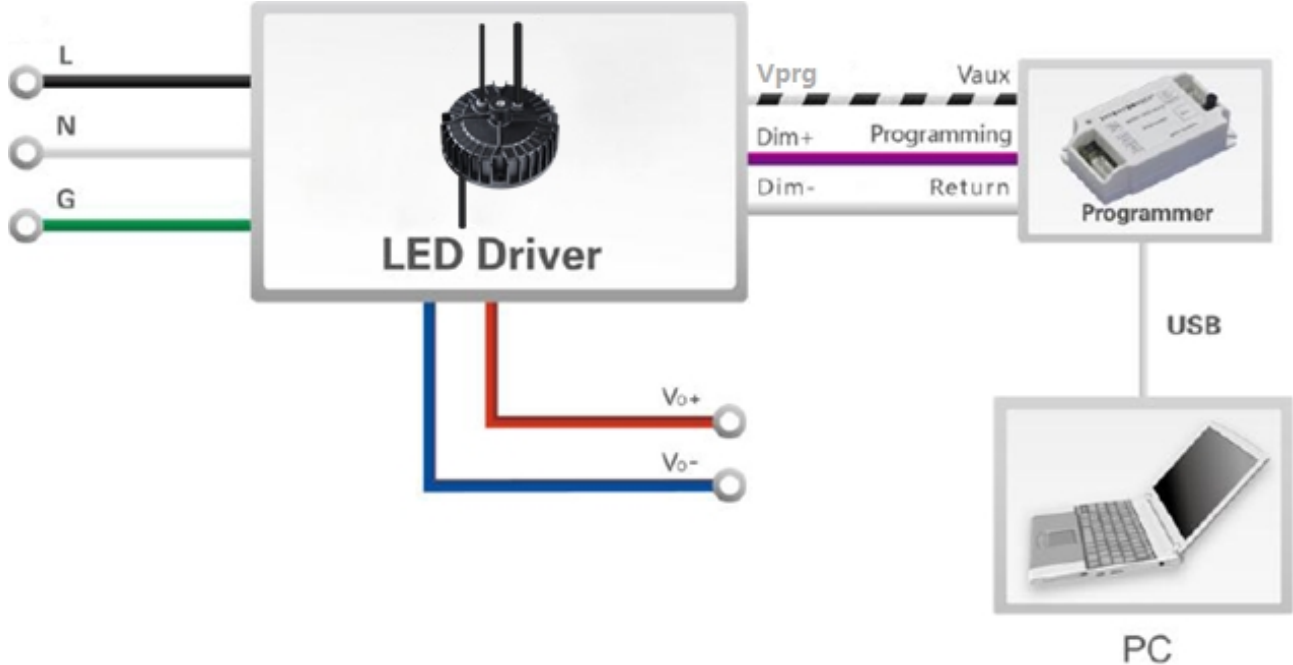 L
N
G
LED Driver
Vprg Vaux
Dim+ Programming
Dim- Return
Programmer
USB
Vo+
Vo-
PC